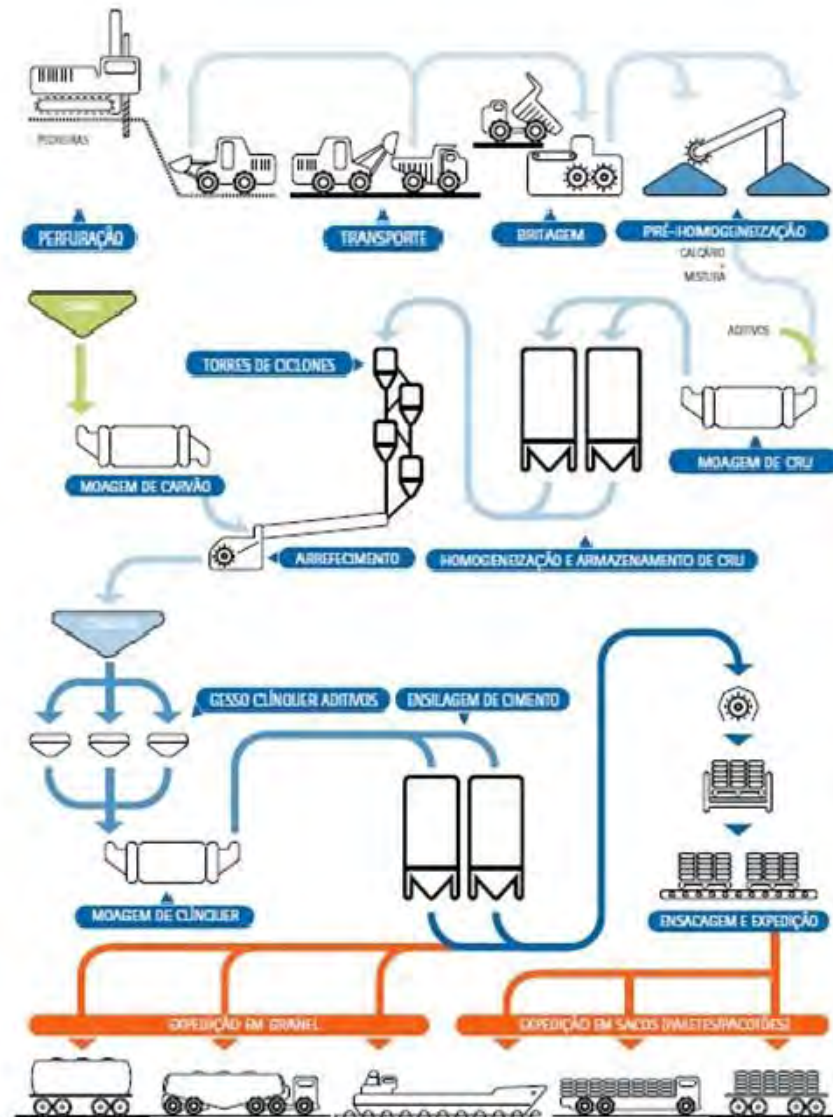 PEDREIRAS
PERFURAÇÃO
TRANSPORTE
BRITAGEM
PRÉ-HOMOGENEIZAÇÃO
CALCÁRIO
MISTURA
ADITIVOS
TORRES DE CICLONES
MOAGEM DE CARVÃO
MOAGEM DE CRU
ARREFECIMENTO
HOMOGENEIZAÇÃO E ARMAZENAMENTO DE CRU
GESSO CLÍNQUER ADITIVOS
ENSILAGEM DE CIMENTO
MOAGEM DE CLÍNQUER
ENSACAGEM E EXPEDIÇÃO
EXPEDIÇÃO EM GRANEL
EXPEDIÇÃO EM SACOS (PALETES/PACOTÕES)